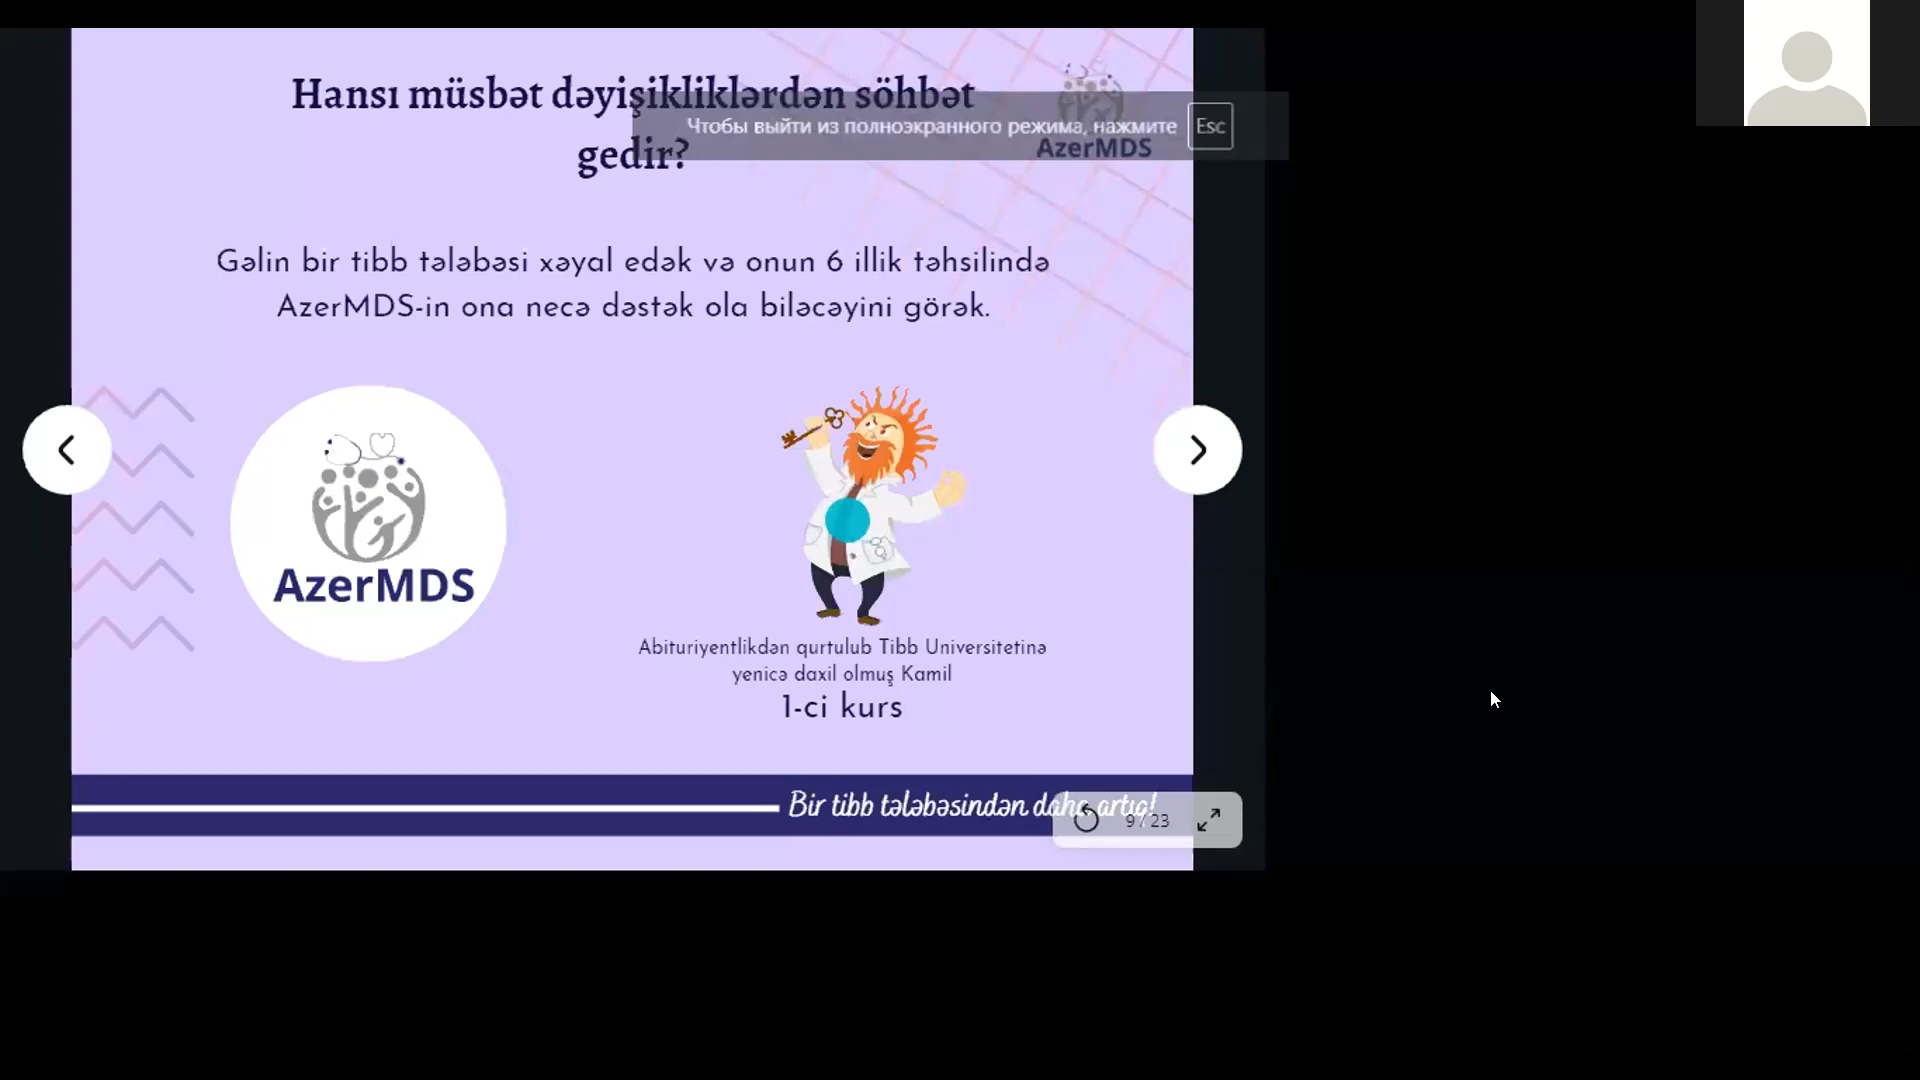 Hansı müsbət dəyişikliklərdən söhbət
gedir?
Чтобы выйти из полноэкранного режима, нажмите Esc
AzerMDS
Gəlin bir tibb tələbəsi xəyal edək və onun 6 illik təhsilində
AzerMDS-in ona necə dəstək ola biləcəyini görək.
AzerMDS
Abituriyentlikdən qurtulub Tibb Universitetinə
yenicə daxil olmuş Kamil
1-ci kurs
Bir tibb tələbəsindən daha artıq!
9 / 23